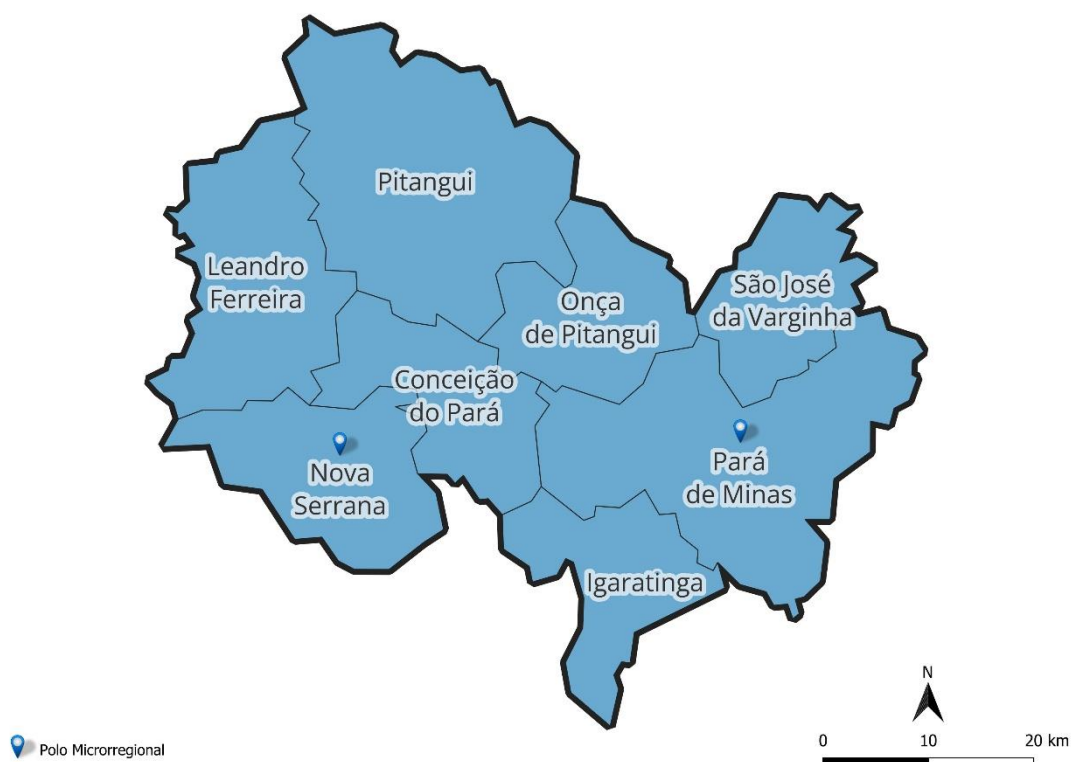 Pitangui
Leandro
Ferreira
São José
da Varginha
Onça
de Pitangui
Conceição
do Pará
Nova
Serrana
Pará
de Minas
Igaratinga
N
Polo Microrregional
0 10 20 km